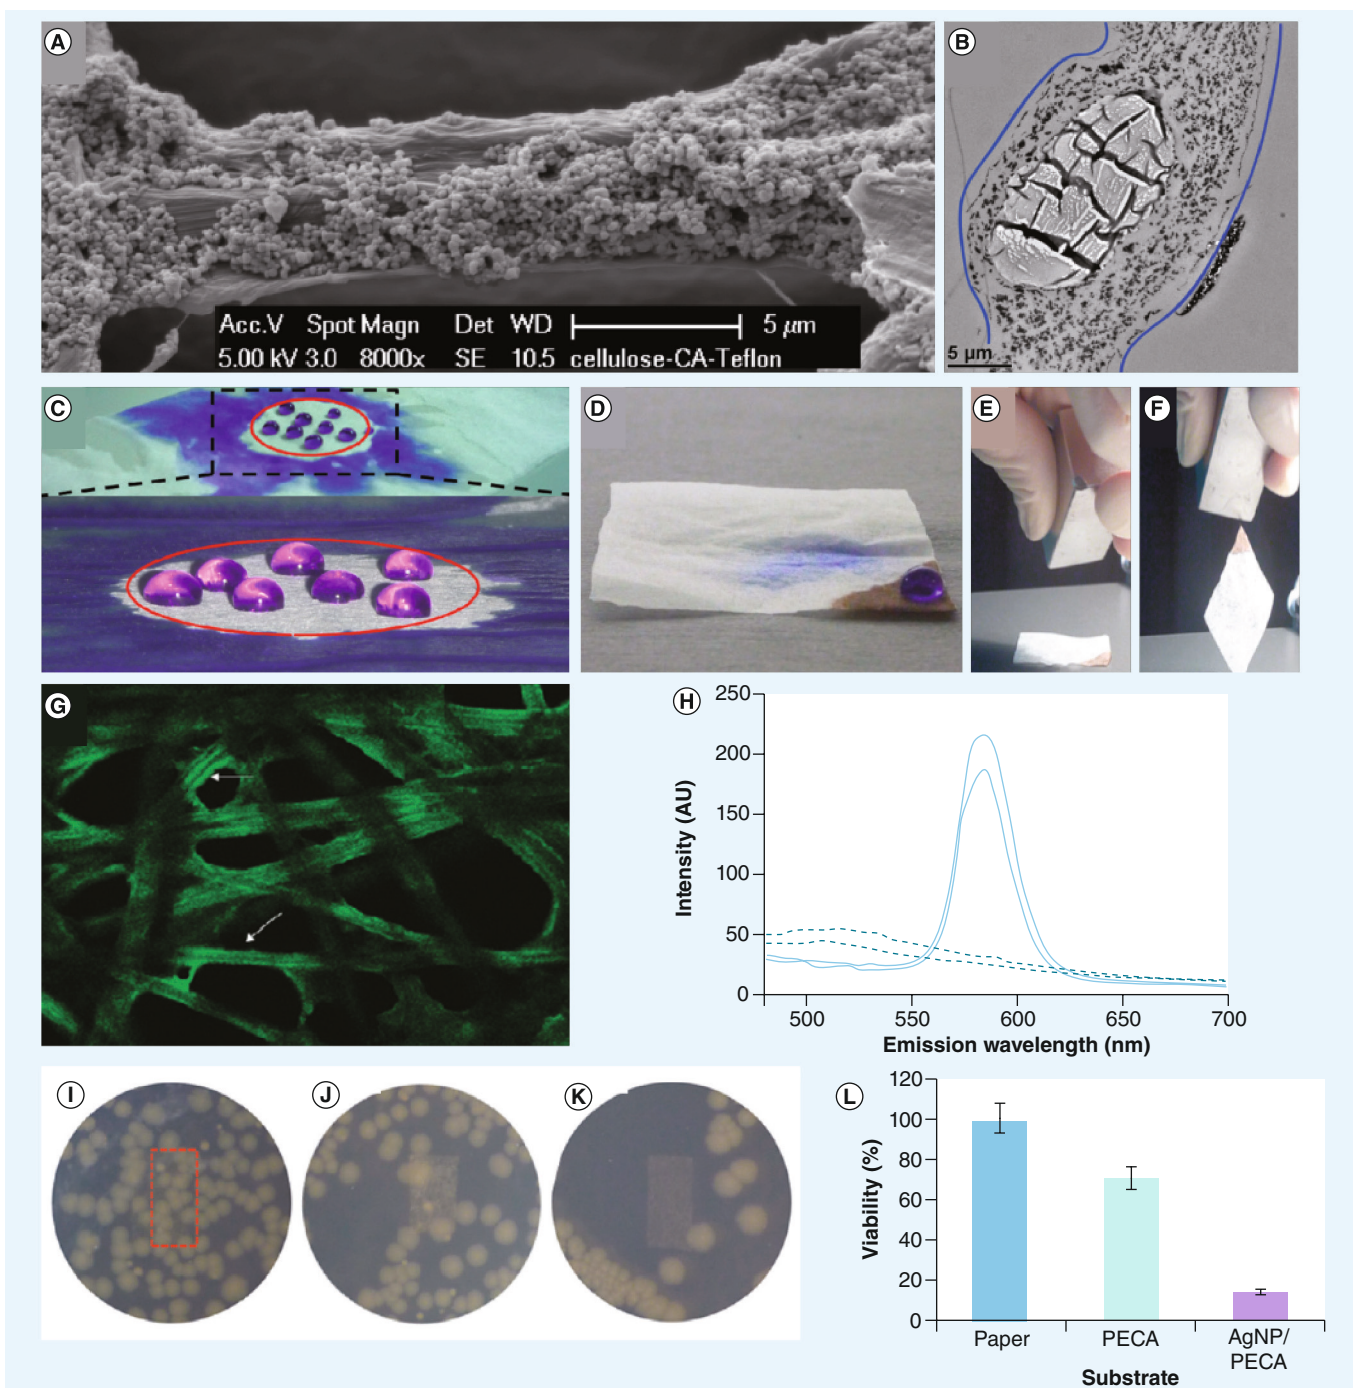 A
B
Acc.V Spot Magn Det WD 5 µm
5.00 kV 3.0 8000x SE 10.5 cellulose-CA-Teflon
5 µm
C
D
E
F
G
H
250
200
150
100
50
0
Intensity (AU)
500 550 600 650 700
Emission wavelength (nm)
I
J
K
L
120
100
80
60
40
20
0
Viability (%)
Paper PECA AgNP/
PECA
Substrate